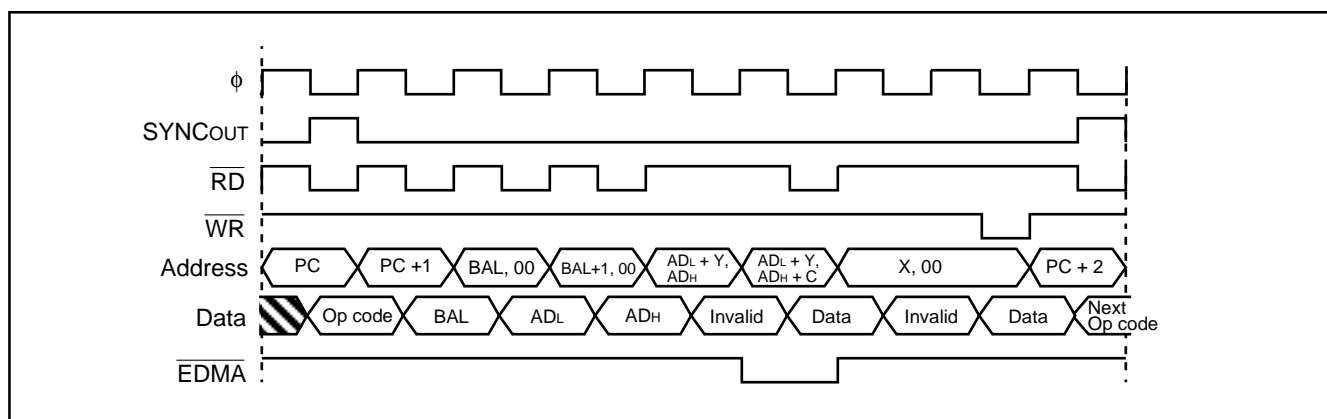 φ
SYNCOUT
RD
WR
Address PC PC +1 BAL, 00 BAL+1, 00 ADL + Y, ADH ADL + Y, ADH + C X, 00 PC + 2
Data Op code BAL ADL ADH Invalid Data Invalid Data Next Op code
EDMA